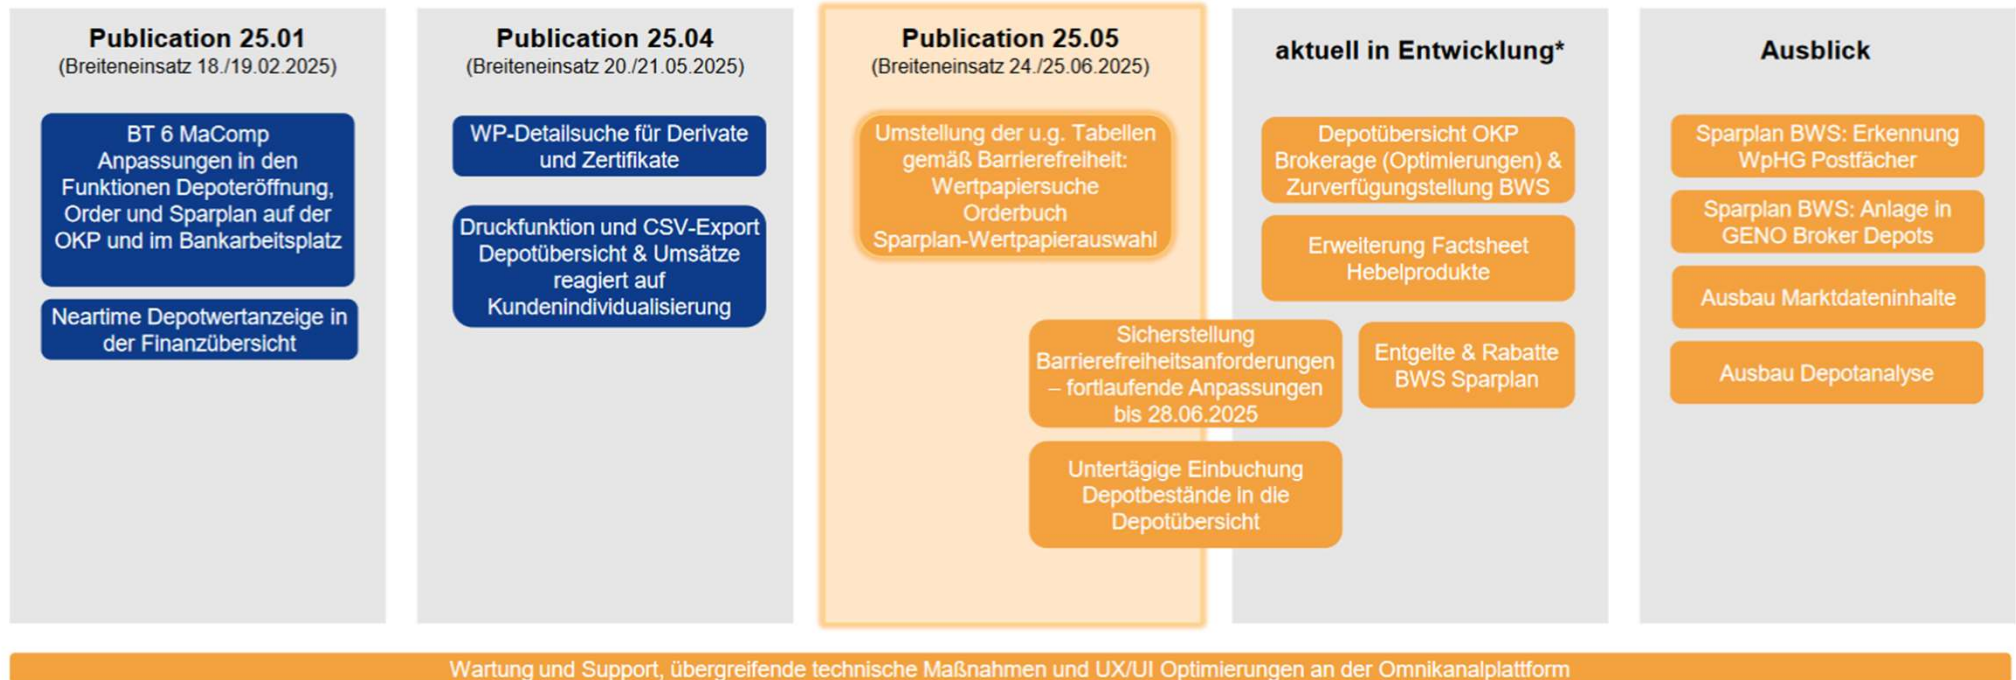 Publication 25.01
(Breiteneinsatz 18./19.02.2025)
BT 6 MaComp
Anpassungen in den
Funktionen Depoteröffnung,
Order und Sparplan auf der
OKP und im Bankarbeitsplatz
Neartime Depotwertanzeige in
der Finanzübersicht
Publication 25.04
(Breiteneinsatz 20./21.05.2025)
WP-Detailsuche für Derivate
und Zertifikate
Druckfunktion und CSV-Export
Depotübersicht & Umsätze
reagiert auf
Kundenindividualisierung
Publication 25.05
(Breiteneinsatz 24./25.06.2025)
Umstellung der u.g. Tabellen
gemäß Barrierefreiheit:
Wertpapiersuche
Orderbuch
Sparplan-Wertpapierauswahl
Sicherstellung
Barrierefreiheitsanforderungen
– fortlaufende Anpassungen
bis 28.06.2025
Untertägige Einbuchung
Depotbestände in die
Depotübersicht
aktuell in Entwicklung*
Depotübersicht OKP
Brokerage (Optimierungen) &
Zurverfügungstellung BWS
Erweiterung Factsheet
Hebelprodukte
Entgelte & Rabatte
BWS Sparplan
Ausblick
Sparplan BWS: Erkennung
WpHG Postfächer
Sparplan BWS: Anlage in
GENO Broker Depots
Ausbau Marktdateninhalte
Ausbau Depotanalyse
Wartung und Support, übergreifende technische Maßnahmen und UX/UI Optimierungen an der Omnikanalplattform